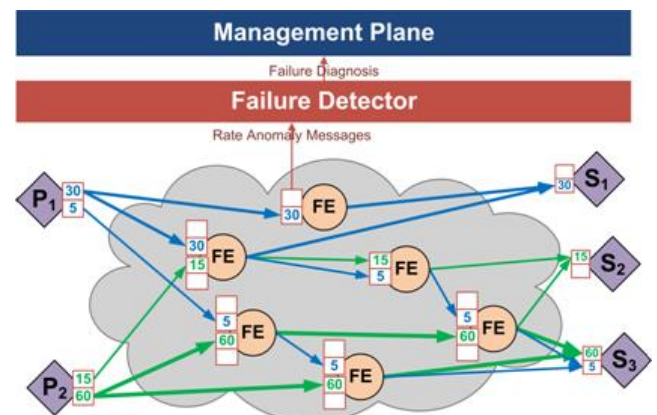 Management Plane
Failure Diagnosis
Failure Detector
Rate Anomaly Messages
P1
30
5
30
FE
30
S1
30
15
FE
15
5
FE
15
S2
5
60
FE
5
60
FE
5
60
FE
60
5
S3
P2
15
60